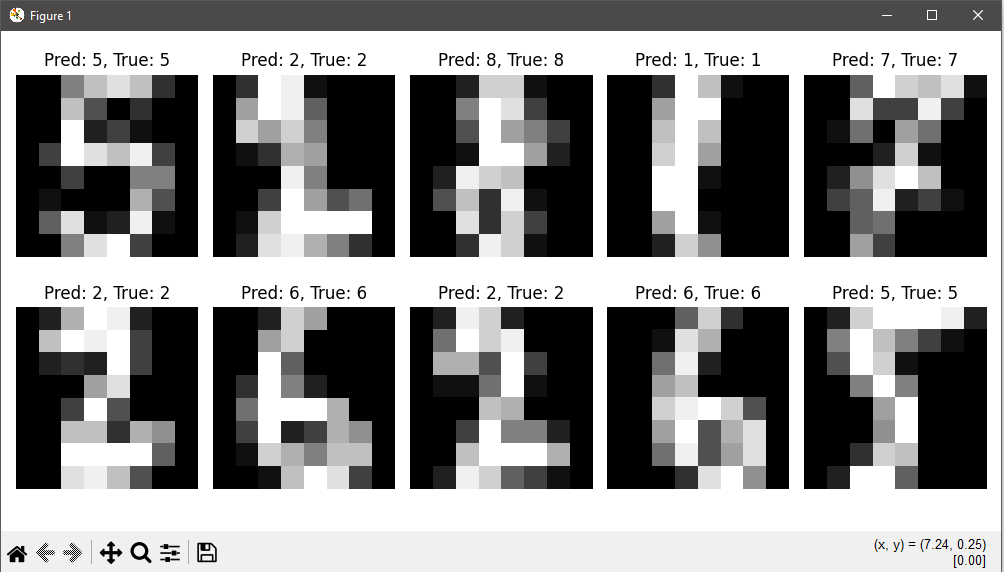 Figure 1
Pred: 5, True: 5
Pred: 2, True: 2
Pred: 8, True: 8
Pred: 1, True: 1
Pred: 7, True: 7
Pred: 2, True: 2
Pred: 6, True: 6
Pred: 2, True: 2
Pred: 6, True: 6
Pred: 5, True: 5
(x, y) = (7.24, 0.25)
[0.00]